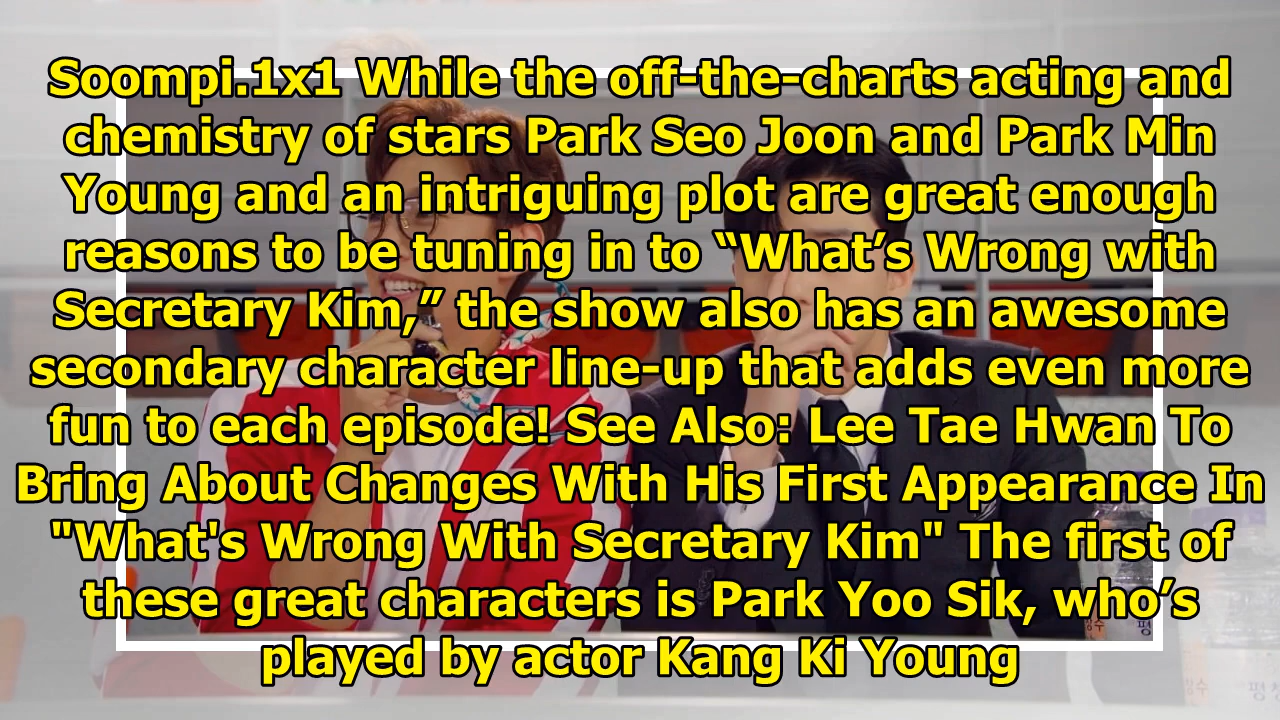 Soompi.1x1 While the off-the-charts acting and
chemistry of stars Park Seo Joon and Park Min
Young and an intriguing plot are great enough
reasons to be tuning in to “What’s Wrong with
Secretary Kim,” the show also has an awesome
secondary character line-up that adds even more
fun to each episode! See Also: Lee Tae Hwan To
Bring About Changes With His First Appearance In
"What's Wrong With Secretary Kim" The first of
these great characters is Park Yoo Sik, who’s
played by actor Kang Ki Young